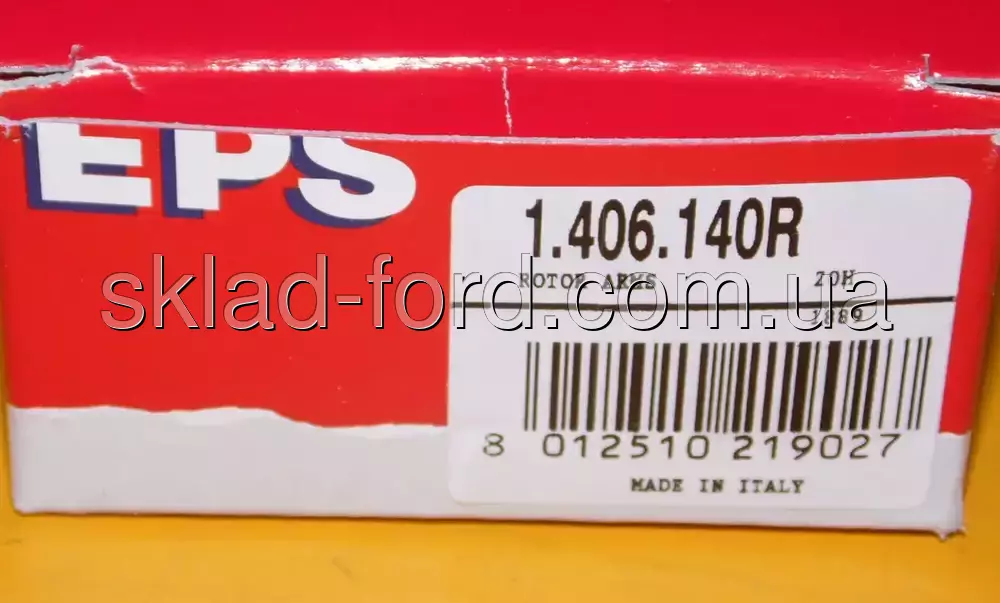 EPS
1.406.140R
ROTOR ARMS 20H
sklad-ford.com.ua
1889
8 012510 219027
MADE IN ITALY